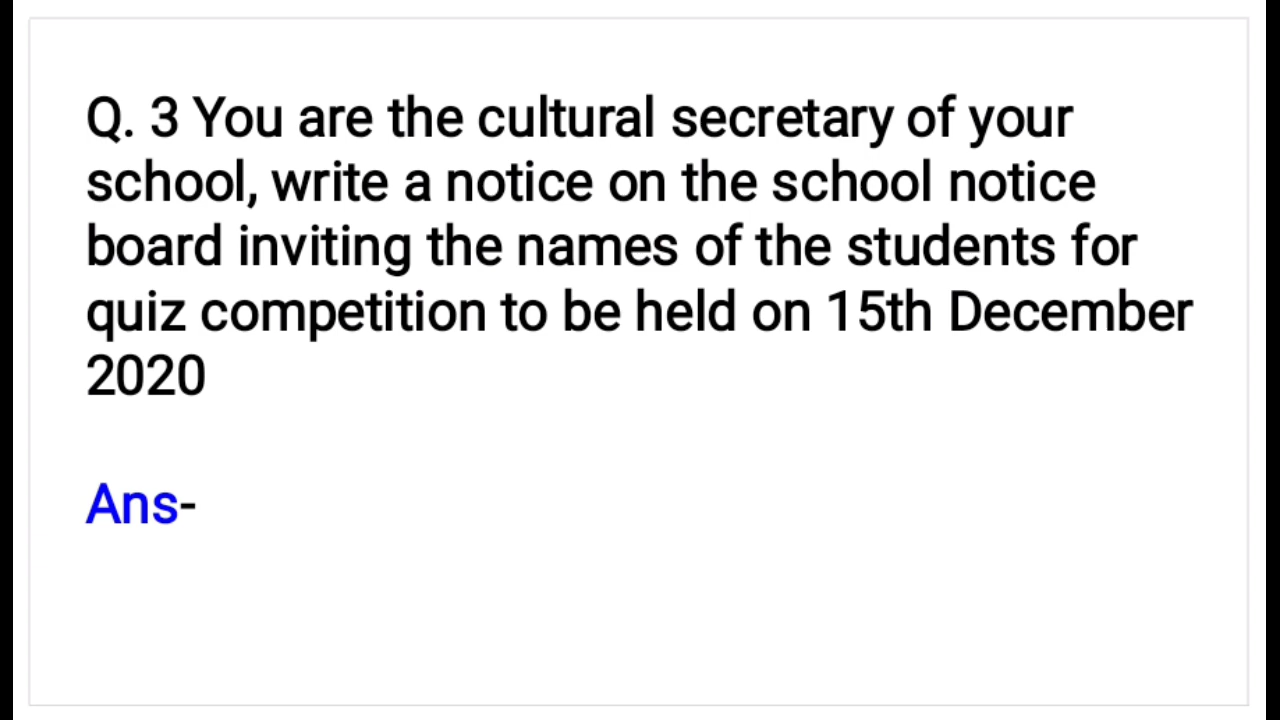 Q. 3 You are the cultural secretary of your
school, write a notice on the school notice
board inviting the names of the students for
quiz competition to be held on 15th December
2020
Ans-